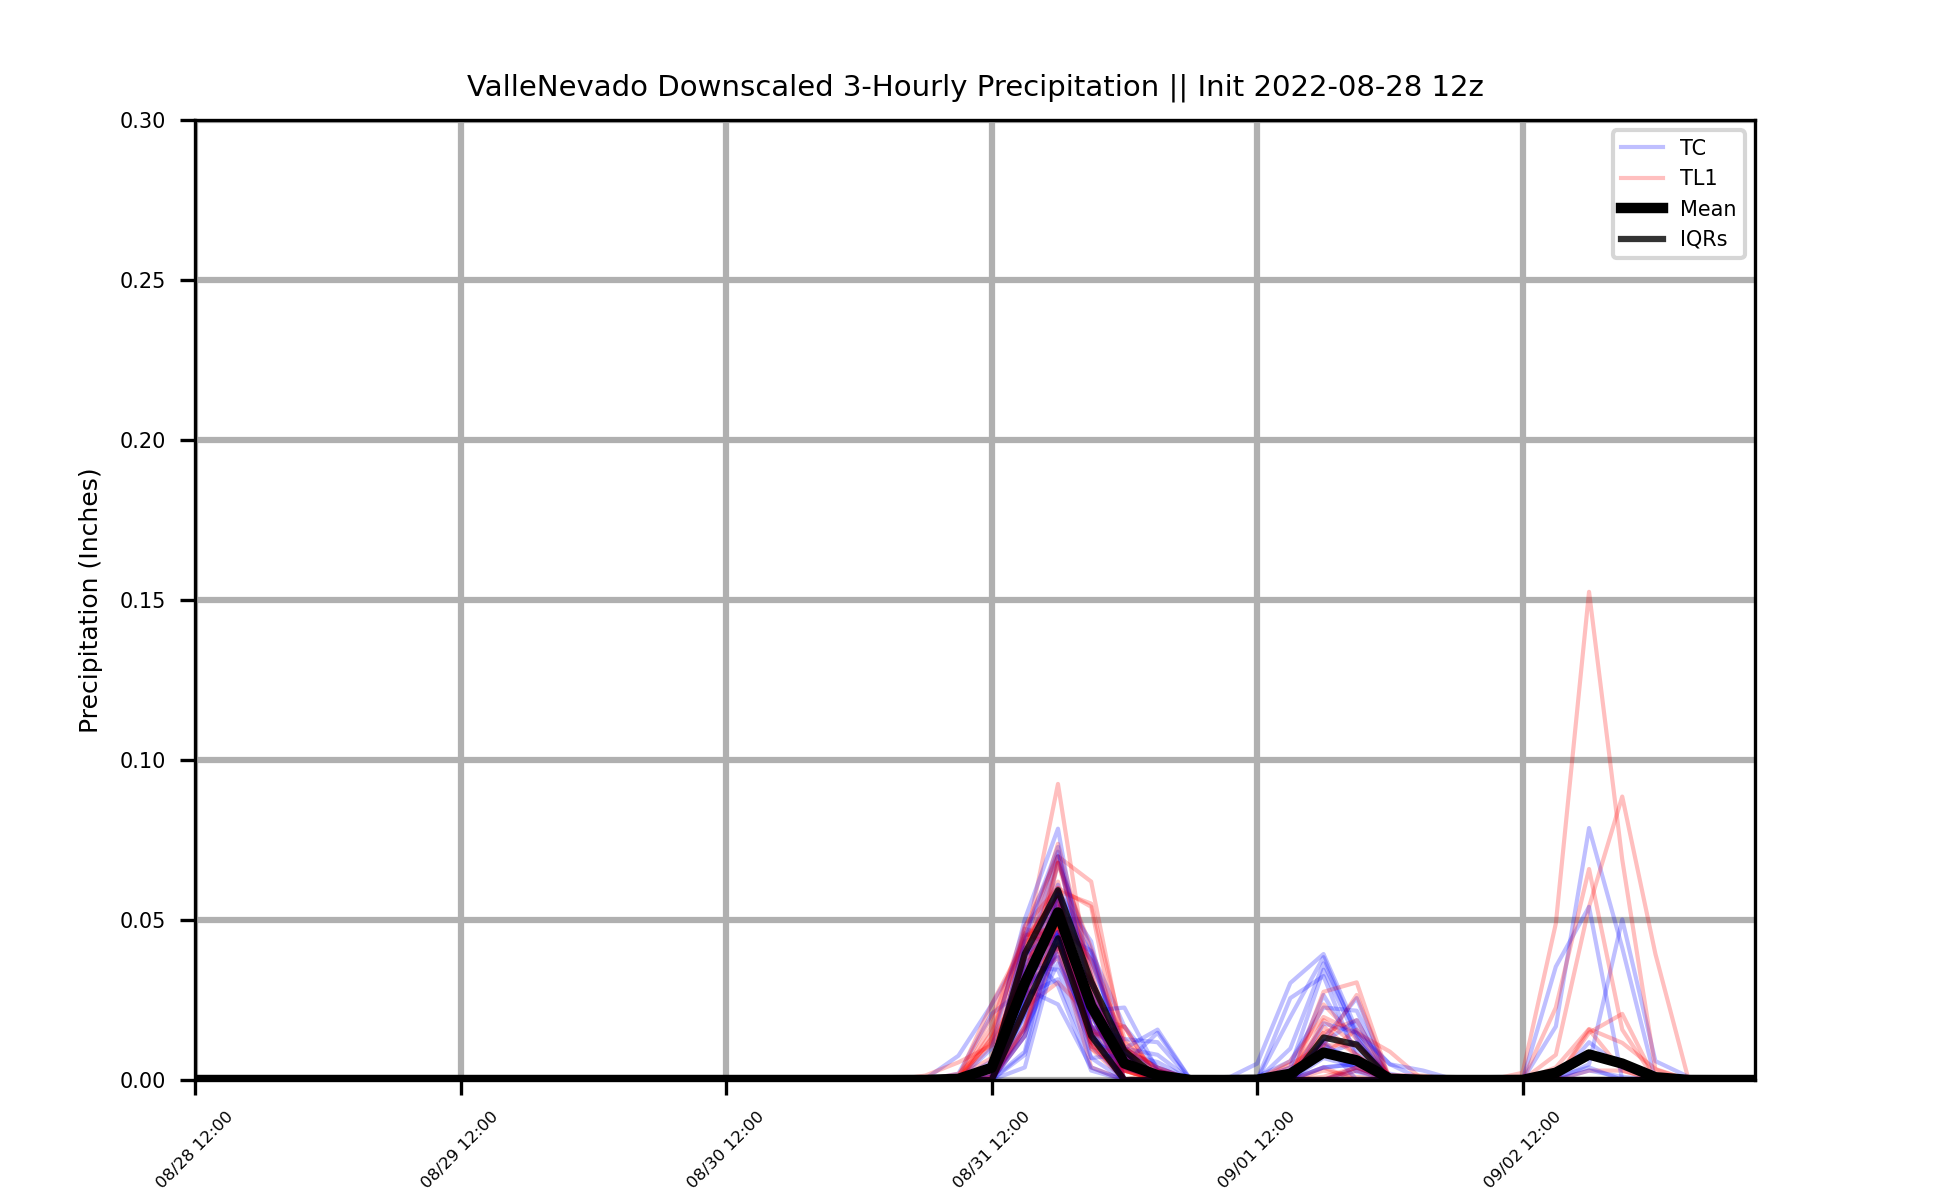 ValleNevado Downscaled 3-Hourly Precipitation || Init 2022-08-28 12z
TC
TL1
Mean
IQRs
Precipitation (Inches)
0.30
0.25
0.20
0.15
0.10
0.05
0.00
08/28 12:00
08/29 12:00
08/30 12:00
08/31 12:00
09/01 12:00
09/02 12:00